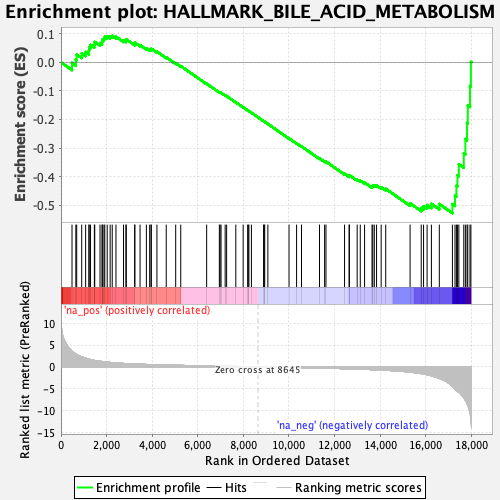 Enrichment plot: HALLMARK_BILE_ACID_METABOLISM
Enrichment score (ES)
0.1
0.0
-0.1
-0.2
-0.3
-0.4
-0.5
'na_pos' (positively correlated)
Ranked list metric (PreRanked)
10
5
0
-5
-10
-15
Zero cross at 8645
'na_neg' (negatively correlated)
0
2,000
4,000
6,000
8,000
10,000
12,000
14,000
16,000
18,000
Rank in Ordered Dataset
Enrichment profile
Hits
Ranking metric scores